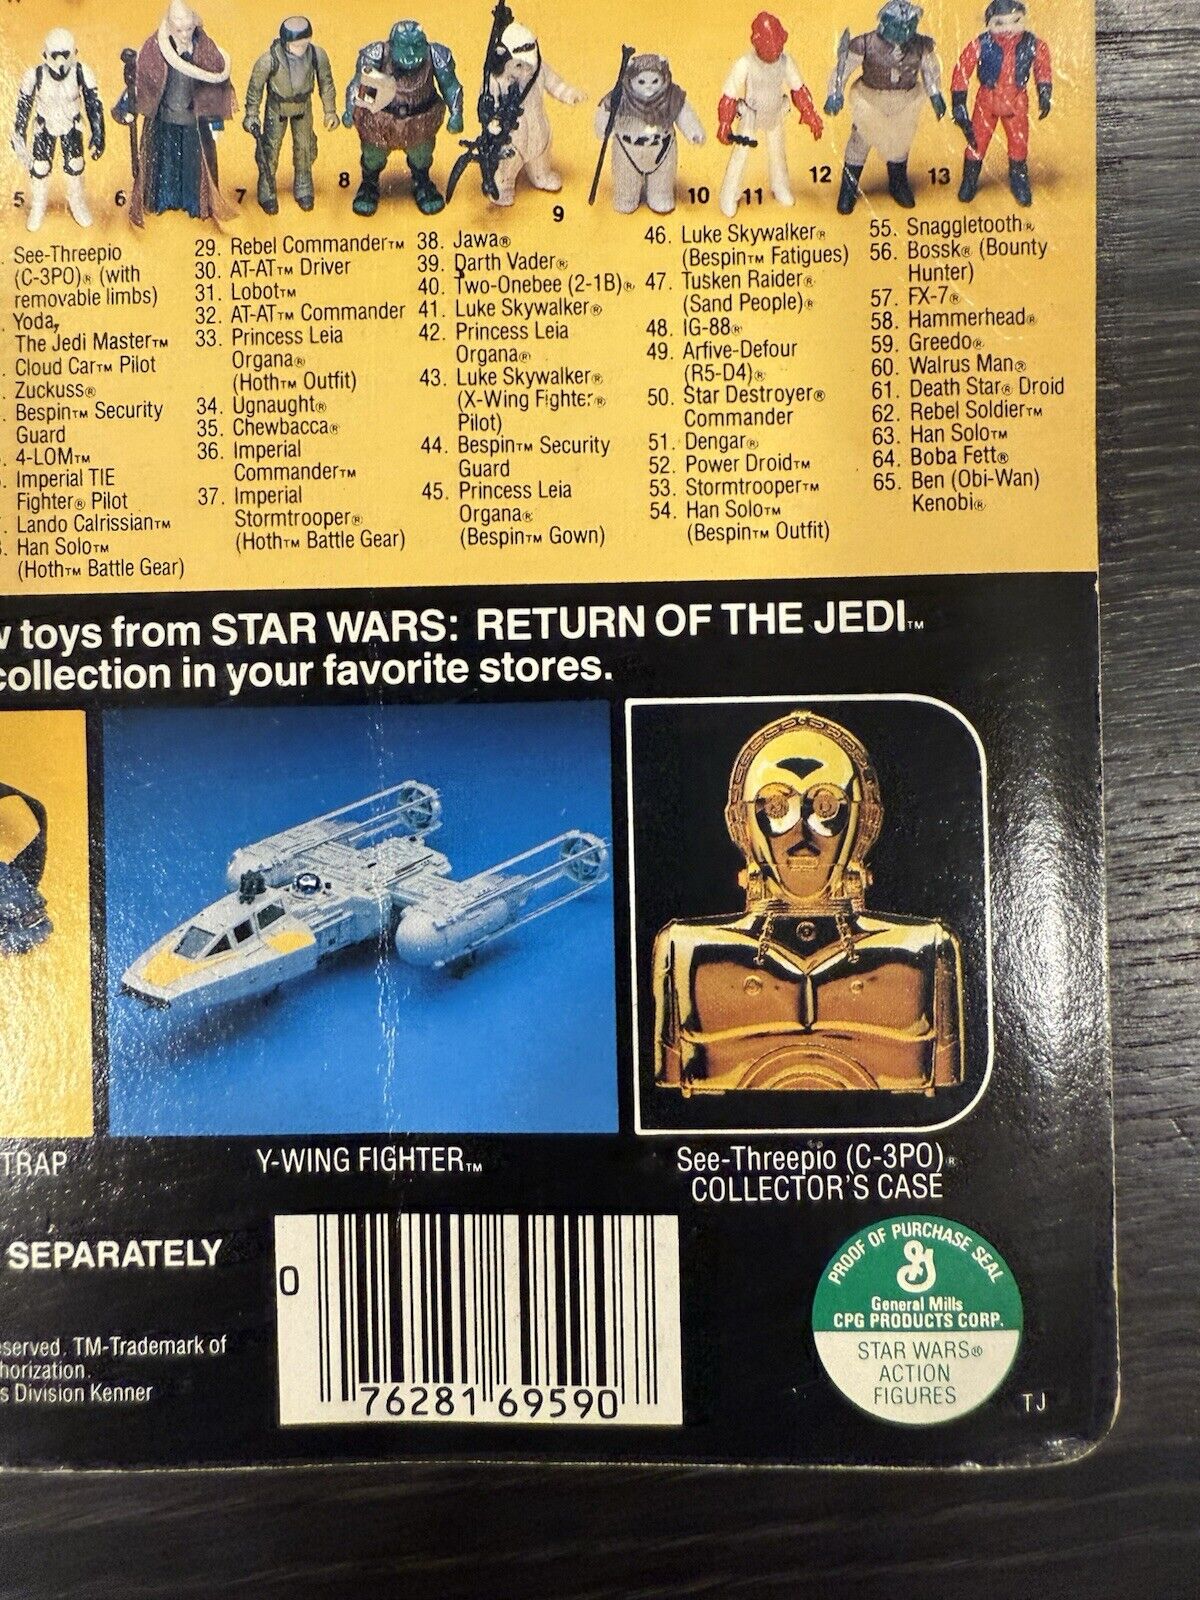 5
6
7
8
9
10
11
12
13
See-Threepio
(C-3PO)® (with
removable limbs)
Yoda,
The Jedi Master™
. Cloud Car™ Pilot
. Zuckuss®
. Bespin™ Security
Guard
. 4-LOM™
. Imperial TIE
Fighter® Pilot
. Lando Calrissian™
. Han Solo™
(Hoth™ Battle Gear)
29. Rebel Commander™
30. AT-AT™ Driver
31. Lobot™
32. AT-AT™ Commander
33. Princess Leia
Organa®
(Hoth™ Outfit)
34. Ugnaught®
35. Chewbacca®
36. Imperial
Commander™
37. Imperial
Stormtrooper®
(Hoth™ Battle Gear)
38. Jawa®
39. Darth Vader®
40. Two-Onebee (2-1B)®
41. Luke Skywalker®
42. Princess Leia
Organa®
43. Luke Skywalker®
(X-Wing Fighter®
Pilot)
44. Bespin™ Security
Guard
45. Princess Leia
Organa®
(Bespin™ Gown)
46. Luke Skywalker®
(Bespin™ Fatigues)
47. Tusken Raider®
(Sand People)®
48. IG-88®
49. Arfive-Defour
(R5-D4)®
50. Star Destroyer®
Commander
51. Dengar®
52. Power Droid™
53. Stormtrooper™
54. Han Solo™
(Bespin™ Outfit)
55. Snaggletooth®
56. Bossk® (Bounty
Hunter)
57. FX-7®
58. Hammerhead®
59. Greedo®
60. Walrus Man®
61. Death Star® Droid
62. Rebel Soldier™
63. Han Solo™
64. Boba Fett®
65. Ben (Obi-Wan)
Kenobi®
toys from STAR WARS: RETURN OF THE JEDI™
collection in your favorite stores.
TRAP
Y-WING FIGHTER™
See-Threepio (C-3PO)®
COLLECTOR'S CASE
SEPARATELY
served. TM-Trademark of
horization.
s Division Kenner
0
76281 69590
PROOF OF PURCHASE SEAL
General Mills
CPG PRODUCTS CORP.
STAR WARS®
ACTION
FIGURES
TJ